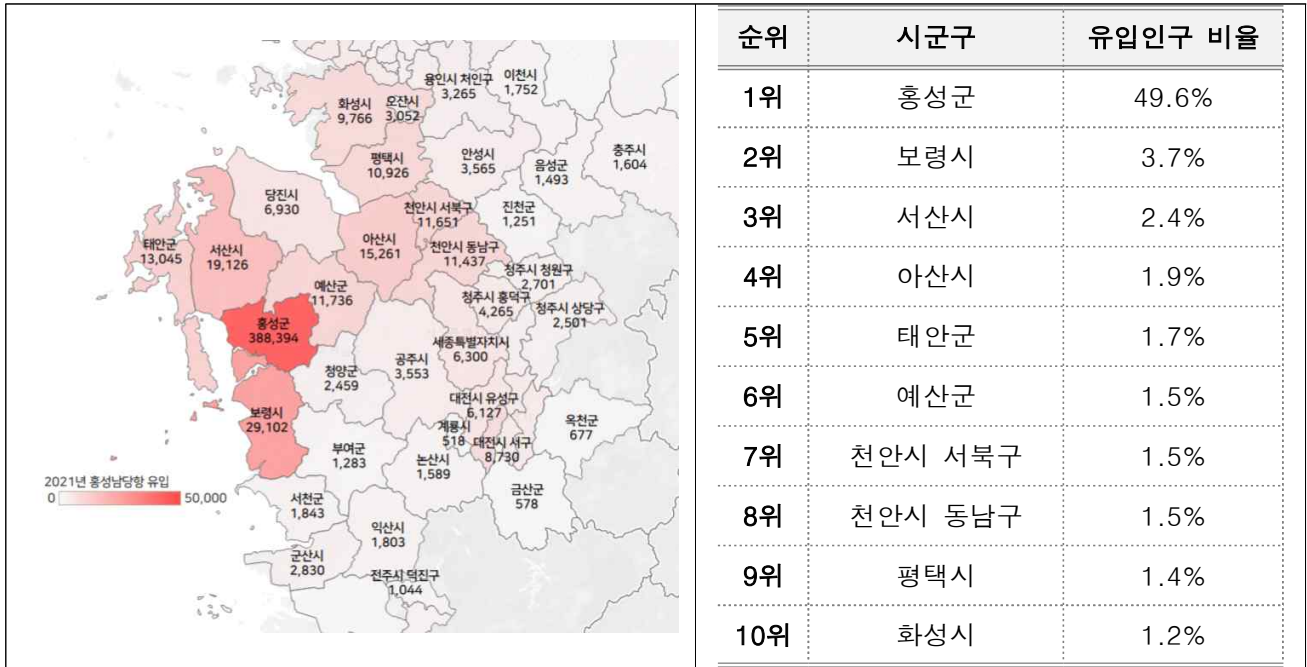 용인시 처인구
3,265
이천시
1,752
화성시
9,766
오산시
3,052
평택시
10,926
안성시
3,565
음성군
1,493
충주시
1,604
당진시
6,930
천안시 서북구
11,651
진천군
1,251
태안군
13,045
서산시
19,126
아산시
15,261
천안시 동남구
11,437
청주시 청원구
2,701
예산군
11,736
청주시 흥덕구
4,265
청주시 상당구
2,501
홍성군
388,394
세종특별자치시
6,300
공주시
3,553
청양군
2,459
대전시 유성구
6,127
보령시
29,102
계룡시
518
대전시 서구
8,730
옥천군
677
부여군
1,283
논산시
1,589
금산군
578
2021년 홍성남당항 유입
0 50,000
서천군
1,843
익산시
1,803
군산시
2,830
전주시 덕진구
1,044
순위 시군구 유입인구 비율
1위 홍성군 49.6%
2위 보령시 3.7%
3위 서산시 2.4%
4위 아산시 1.9%
5위 태안군 1.7%
6위 예산군 1.5%
7위 천안시 서북구 1.5%
8위 천안시 동남구 1.5%
9위 평택시 1.4%
10위 화성시 1.2%